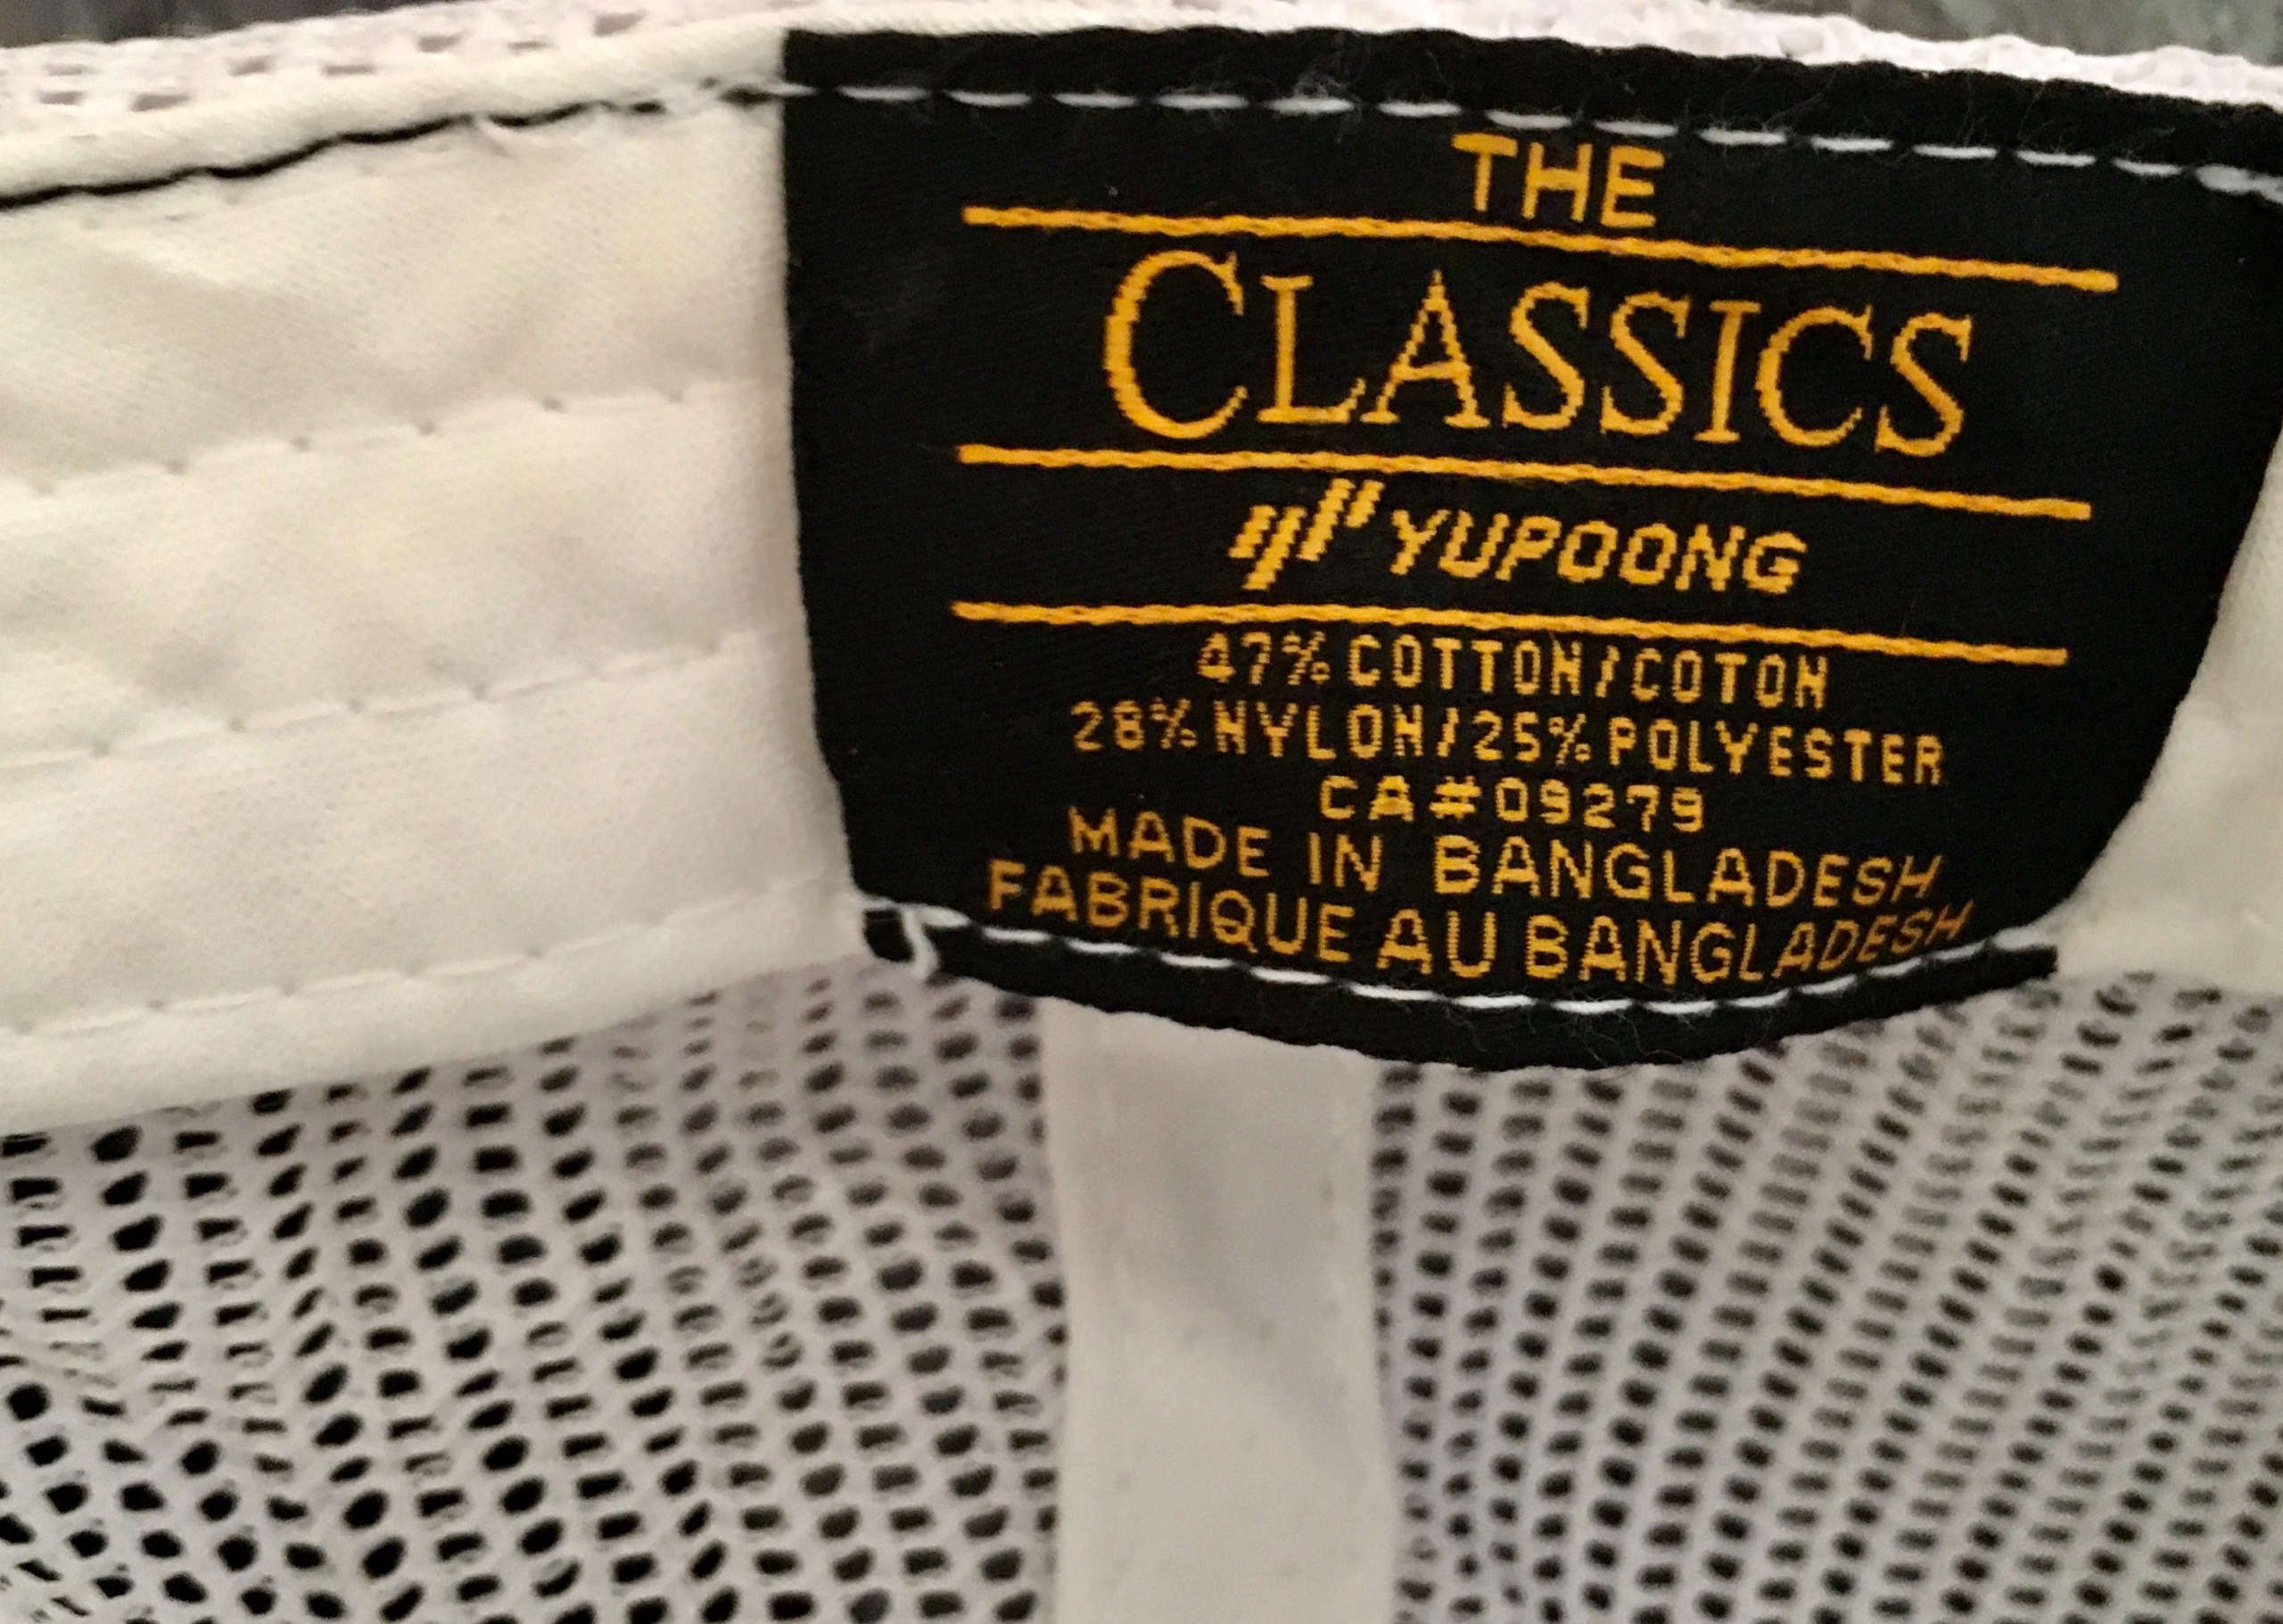 THE
CLASSICS
YUPOONG
47% COTTON/COTON
28% NYLON/25% POLYESTER
CA#09279
MADE IN BANGLADESH
FABRIQUE AU BANGLADESH